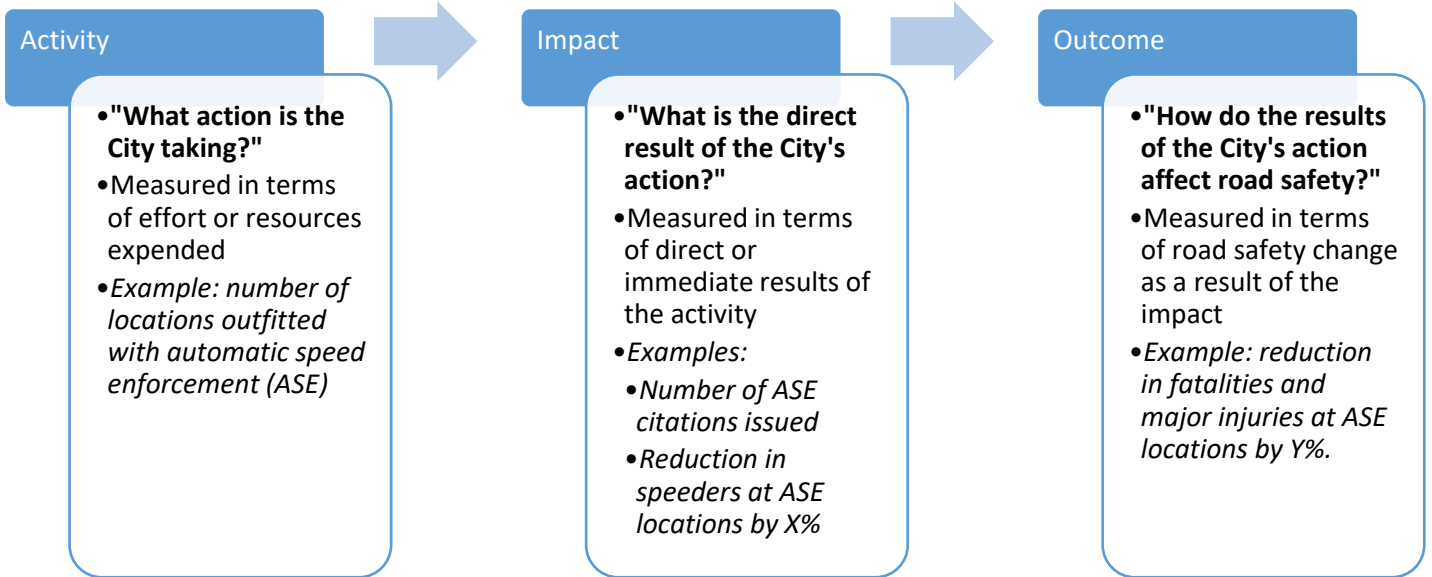 Activity
•"What action is the
City taking?"
•Measured in terms
of effort or resources
expended
•Example: number of
locations outfitted
with automatic speed
enforcement (ASE)
Impact
•"What is the direct
result of the City's
action?"
•Measured in terms
of direct or
immediate results of
the activity
•Examples:
•Number of ASE
citations issued
•Reduction in
speeders at ASE
locations by X%
Outcome
•"How do the results
of the City's action
affect road safety?"
•Measured in terms
of road safety change
as a result of the
impact
•Example: reduction
in fatalities and
major injuries at ASE
locations by Y%.